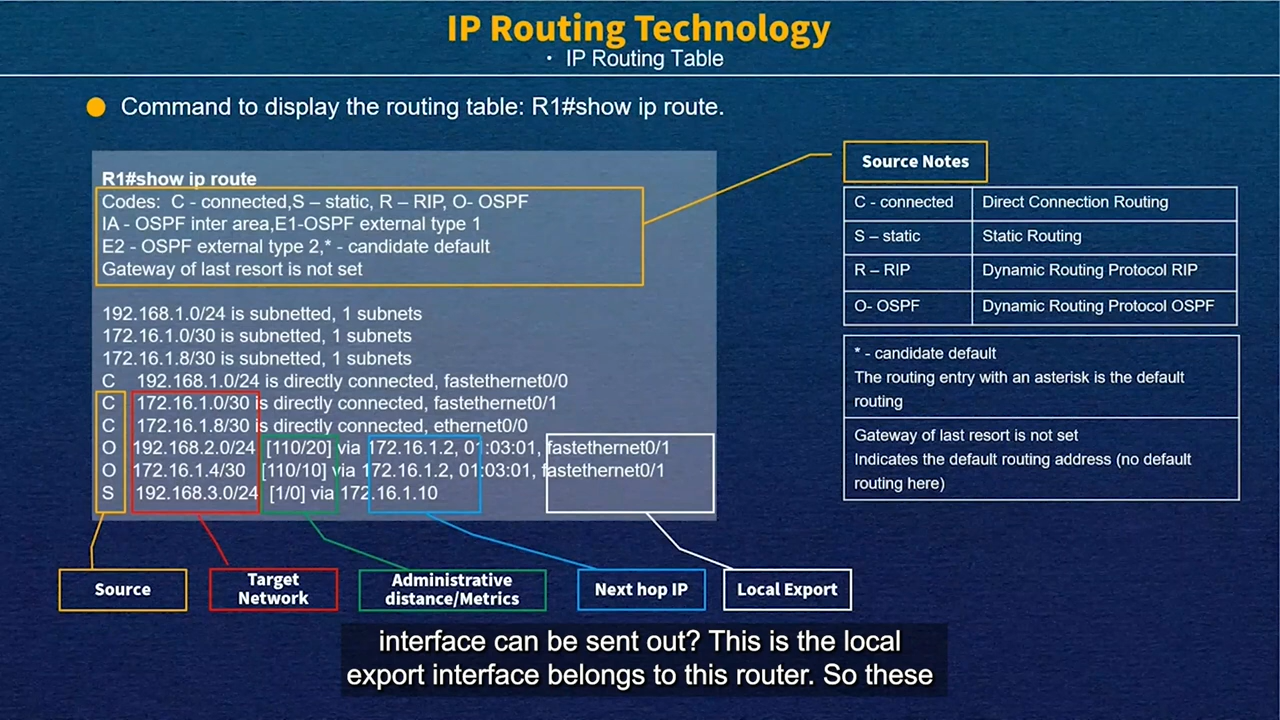 IP Routing Technology
• IP Routing Table
Command to display the routing table: R1#show ip route.
R1#show ip route
Codes: C - connected,S – static, R – RIP, O- OSPF
IA - OSPF inter area,E1-OSPF external type 1
E2 - OSPF external type 2,* - candidate default
Gateway of last resort is not set
192.168.1.0/24 is subnetted, 1 subnets
172.16.1.0/30 is subnetted, 1 subnets
172.16.1.8/30 is subnetted, 1 subnets
C 192.168.1.0/24 is directly connected, fastethernet0/0
C 172.16.1.0/30 is directly connected, fastethernet0/1
C 172.16.1.8/30 is directly connected, ethernet0/0
O 192.168.2.0/24 [110/20] via 172.16.1.2, 01:03:01, fastethernet0/1
O 172.16.1.4/30 [110/10] via 172.16.1.2, 01:03:01, fastethernet0/1
S 192.168.3.0/24 [1/0] via 172.16.1.10
Source Notes
C - connected Direct Connection Routing
S – static Static Routing
R – RIP Dynamic Routing Protocol RIP
O- OSPF Dynamic Routing Protocol OSPF
* - candidate default
The routing entry with an asterisk is the default
routing
Gateway of last resort is not set
Indicates the default routing address (no default
routing here)
Source
Target
Network
Administrative
distance/Metrics
Next hop IP
Local Export
interface can be sent out? This is the local
export interface belongs to this router. So these